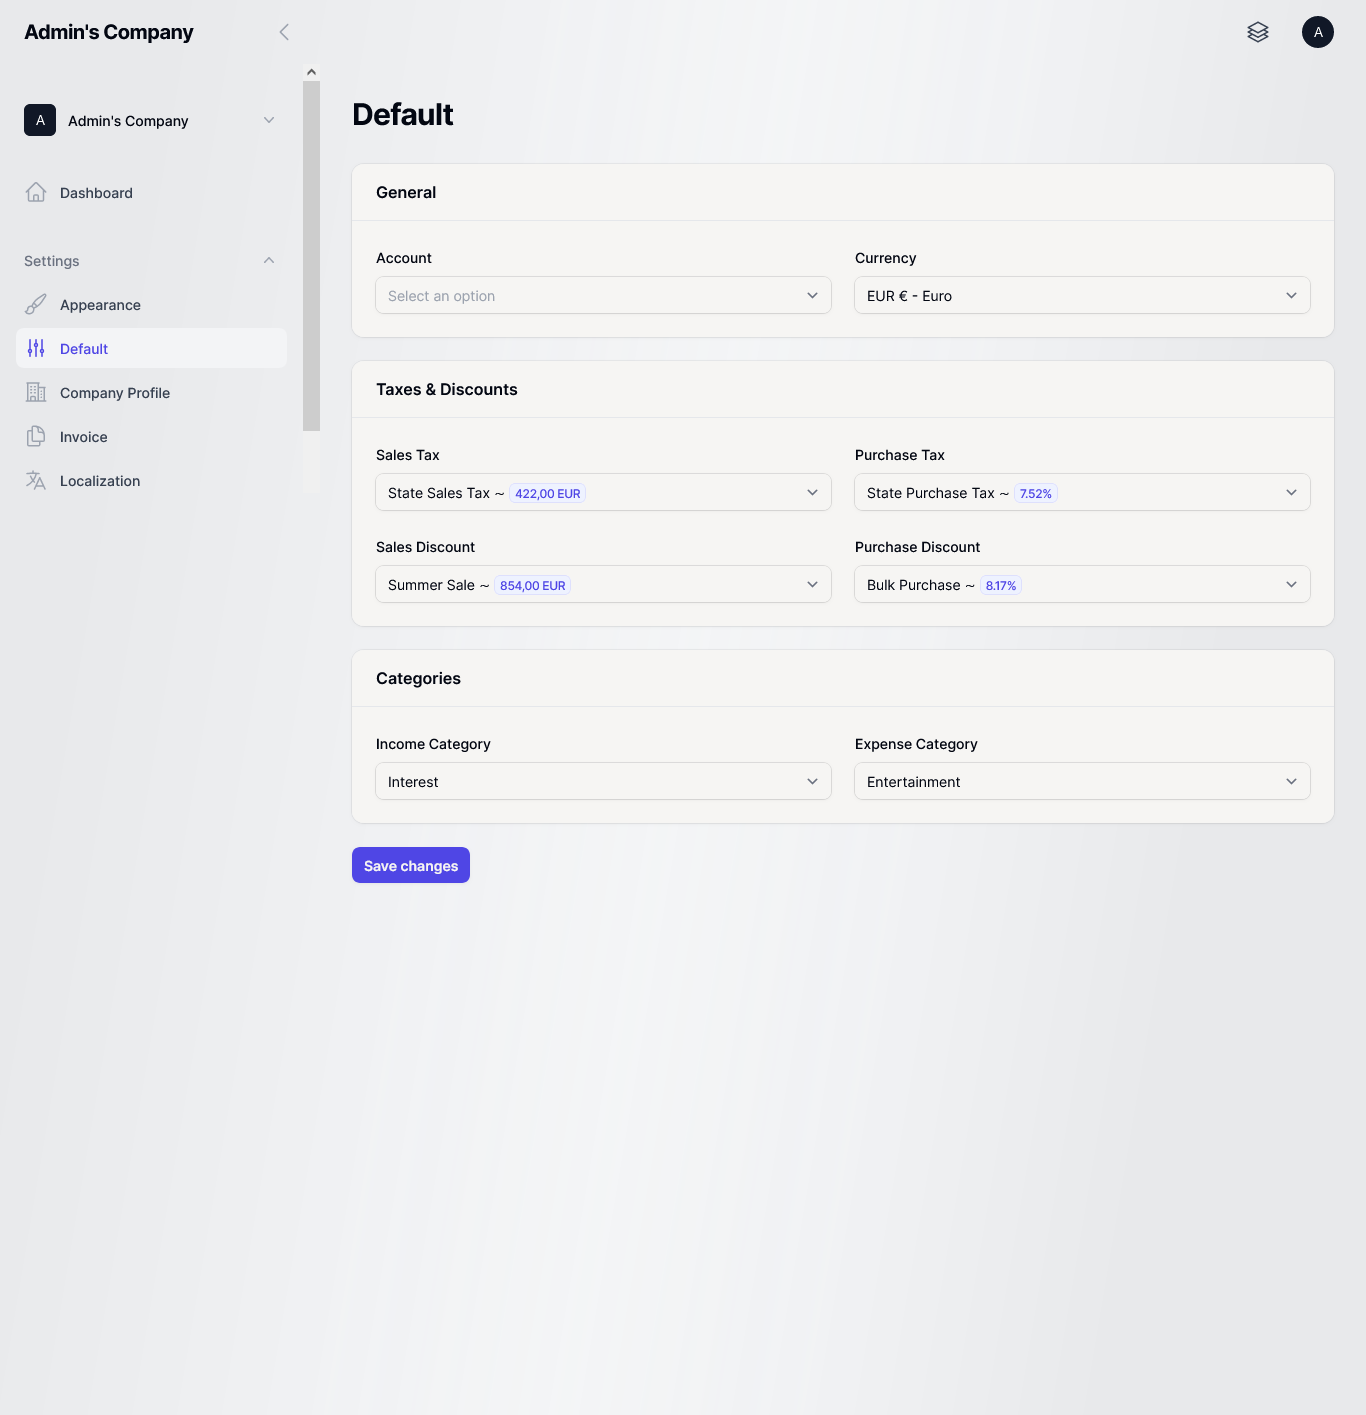 Admin's Company
A
A Admin's Company
Dashboard
Settings
Appearance
Default
Company Profile
Invoice
Localization
Default
General
Account
Select an option
Currency
EUR € - Euro
Taxes & Discounts
Sales Tax
State Sales Tax ~ 422,00 EUR
Purchase Tax
State Purchase Tax ~ 7.52%
Sales Discount
Summer Sale ~ 854,00 EUR
Purchase Discount
Bulk Purchase ~ 8.17%
Categories
Income Category
Interest
Expense Category
Entertainment
Save changes